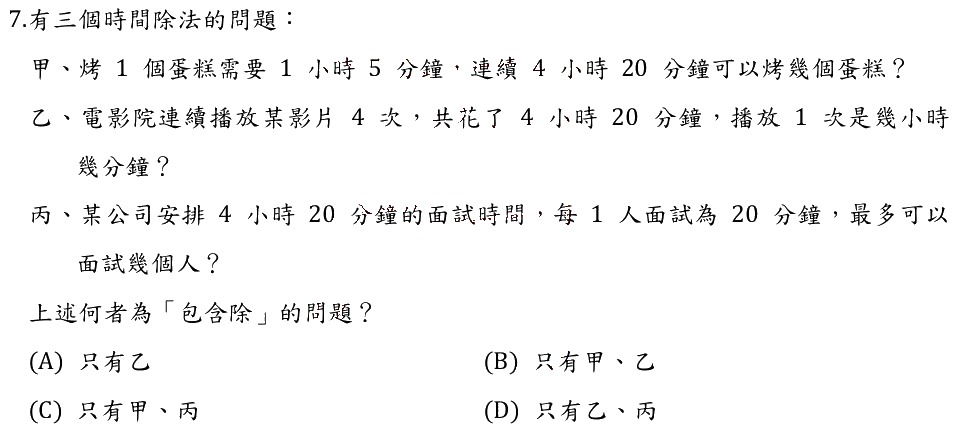 7.有三個時間除法的問題：
甲、烤 1 個蛋糕需要 1 小時 5 分鐘，連續 4 小時 20 分鐘可以烤幾個蛋糕？
乙、電影院連續播放某影片 4 次，共花了 4 小時 20 分鐘，播放 1 次是幾小時
幾分鐘？
丙、某公司安排 4 小時 20 分鐘的面試時間，每 1 人面試為 20 分鐘，最多可以
面試幾個人？
上述何者為「包含除」的問題？
(A) 只有乙 (B) 只有甲、乙
(C) 只有甲、丙 (D) 只有乙、丙